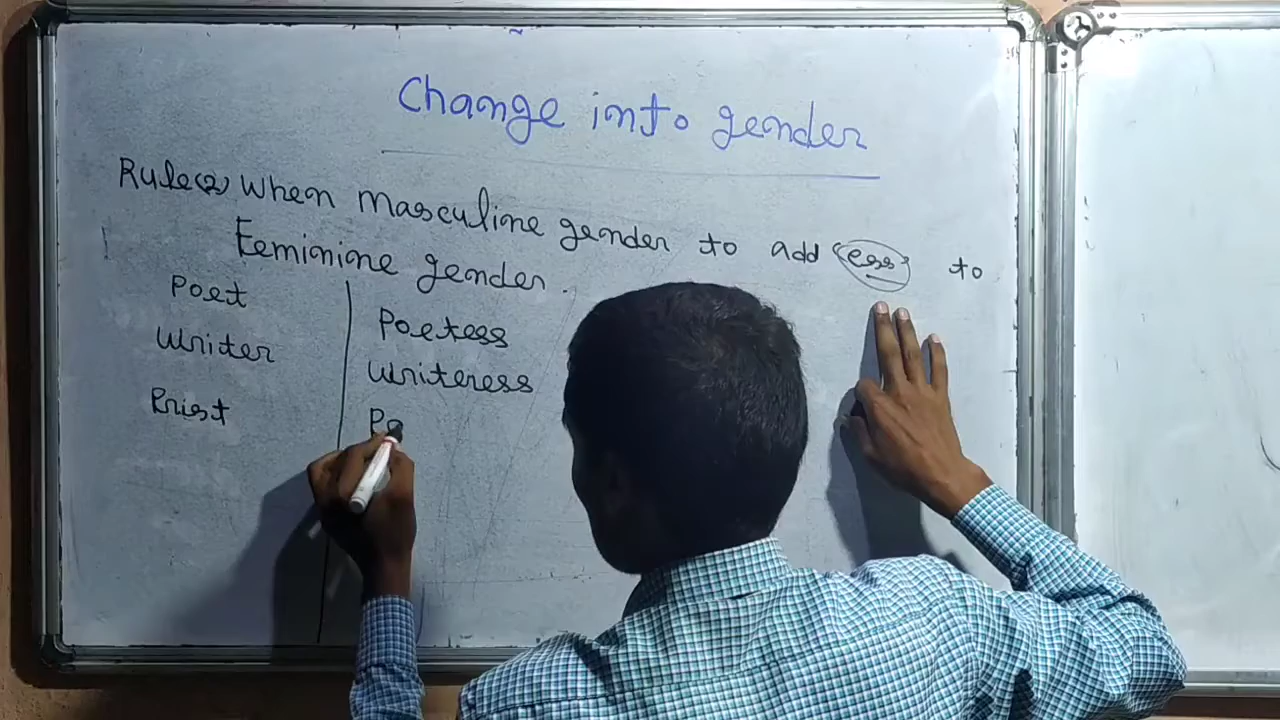 Change into gender
Rule(2) When masculine gender to add (ess) to
Feminine gender.
Poet Poetess
Writer Writeress
Priest